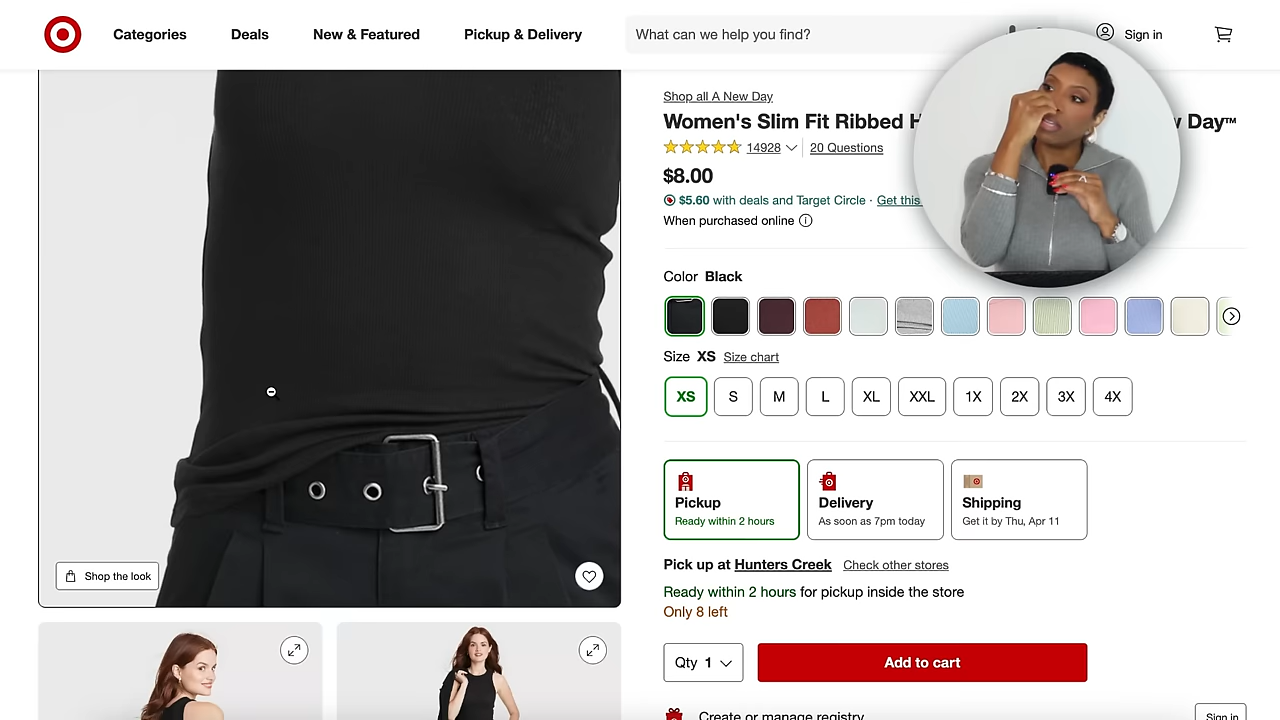 Categories
Deals
New & Featured
Pickup & Delivery
What can we help you find?
Sign in
Shop all A New Day
Women's Slim Fit Ribbed
Day™
14928
20 Questions
$8.00
$5.60 with deals and Target Circle · Get this
When purchased online
Color Black
Size XS Size chart
XS
S
M
L
XL
XXL
1X
2X
3X
4X
Pickup
Ready within 2 hours
Delivery
As soon as 7pm today
Shipping
Get it by Thu, Apr 11
Pick up at Hunters Creek Check other stores
Ready within 2 hours for pickup inside the store
Only 8 left
Shop the look
Qty 1
Add to cart
Create or manage registry
Sign in